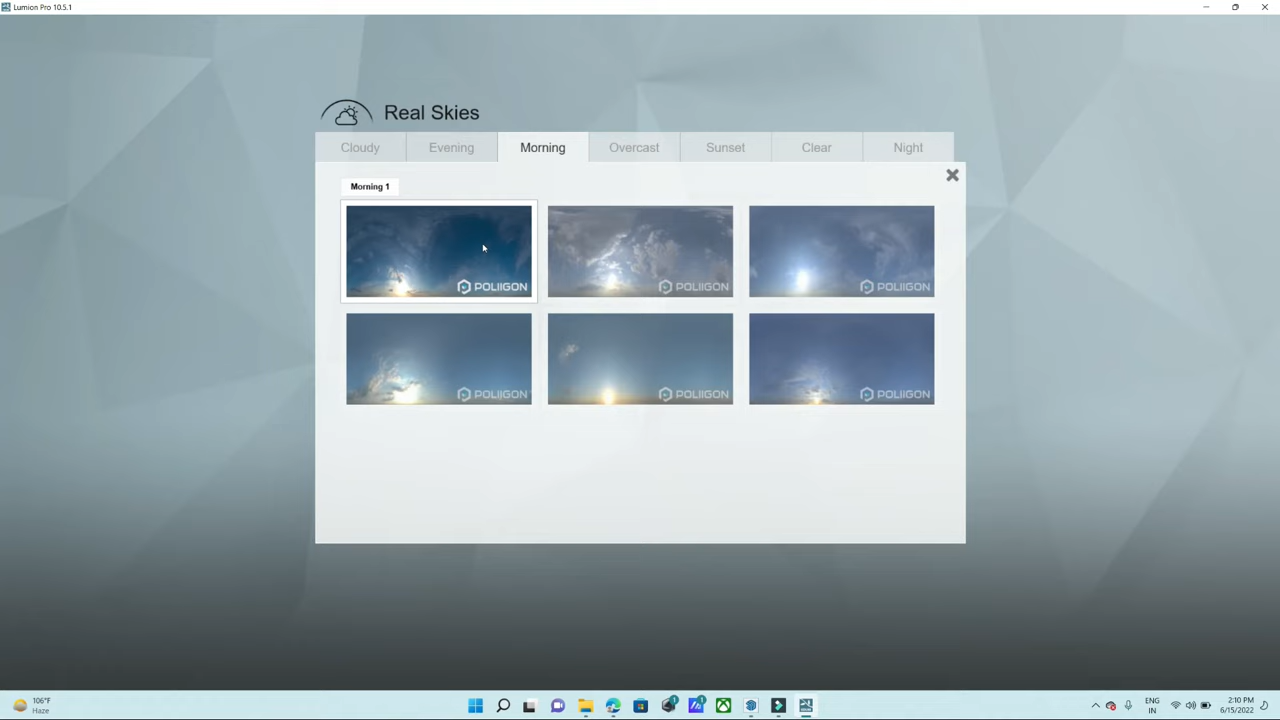 Lumion Pro 10.5.1
Real Skies
Cloudy Evening Morning Overcast Sunset Clear Night
Morning 1
POLIIGON POLIIGON POLIIGON
POLIIGON POLIIGON POLIIGON
106°F
Haze
ENG
IN
2:10 PM
6/15/2022